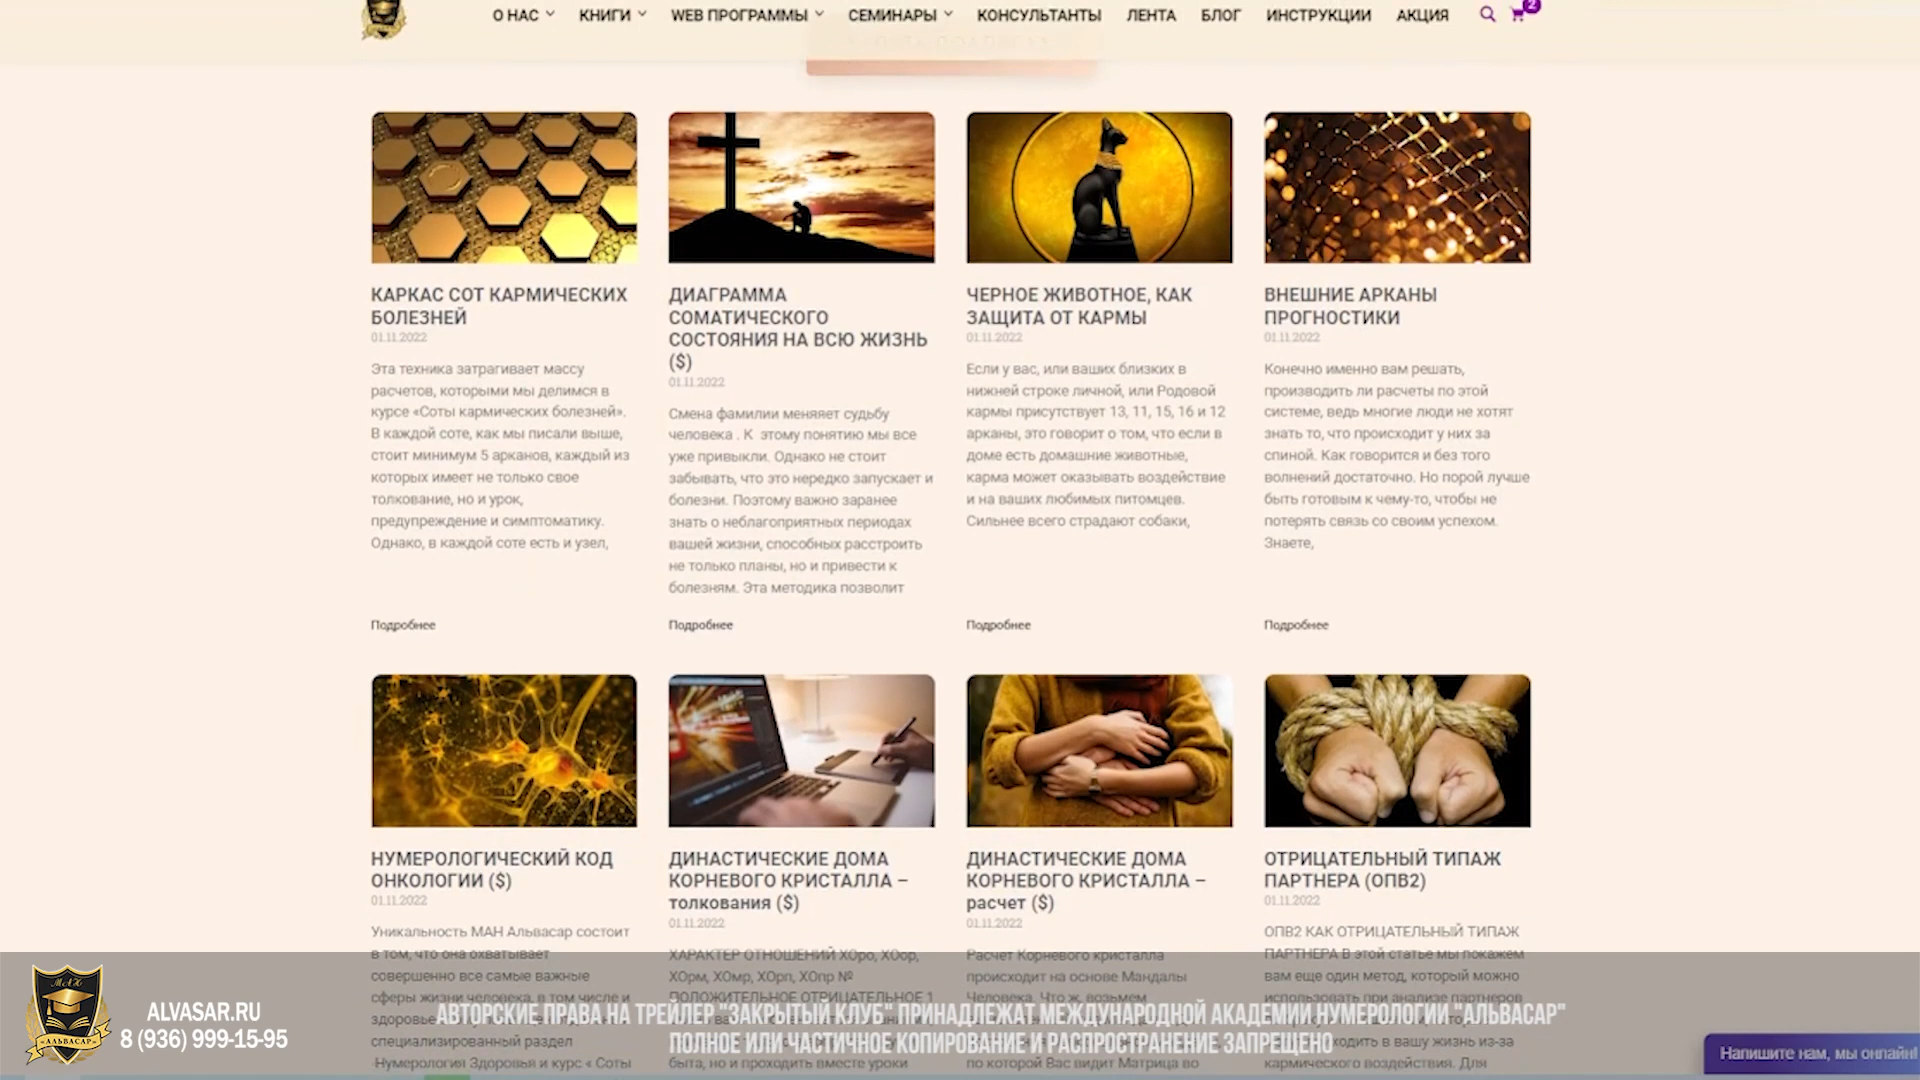 О НАС КНИГИ WEB ПРОГРАММЫ СЕМИНАРЫ КОНСУЛЬТАНТЫ ЛЕНТА БЛОГ ИНСТРУКЦИИ АКЦИЯ 2
КАРКАС СОТ КАРМИЧЕСКИХ
БОЛЕЗНЕЙ
01.11.2022
Эта техника затрагивает массу
расчетов, которыми мы делимся в
курсе «Соты кармических болезней».
В каждой соте, как мы писали выше,
стоит минимум 5 арканов, каждый из
которых имеет не только свое
толкование, но и урок,
предупреждение и симптоматику.
Однако, в каждой соте есть и узел,
Подробнее
ДИАГРАММА
СОМАТИЧЕСКОГО
СОСТОЯНИЯ НА ВСЮ ЖИЗНЬ
($)
01.11.2022
Смена фамилии меняяет судьбу
человека . К этому понятию мы все
уже привыкли. Однако не стоит
забывать, что это нередко запускает и
болезни. Поэтому важно заранее
знать о неблагоприятных периодах
вашей жизни, способных расстроить
не только планы, но и привести к
болезням. Эта методика позволит
Подробнее
ЧЕРНОЕ ЖИВОТНОЕ, КАК
ЗАЩИТА ОТ КАРМЫ
01.11.2022
Если у вас, или ваших близких в
нижней строке личной, или Родовой
кармы присутствует 13, 11, 15, 16 и 12
арканы, это говорит о том, что если в
доме есть домашние животные,
карма может оказывать воздействие
и на ваших любимых питомцев.
Сильнее всего страдают собаки,
Подробнее
ВНЕШНИЕ АРКАНЫ
ПРОГНОСТИКИ
01.11.2022
Конечно именно вам решать,
производить ли расчеты по этой
системе, ведь многие люди не хотят
знать то, что происходит у них за
спиной. Как говорится и без того
волнений достаточно. Но порой лучше
быть готовым к чему-то, чтобы не
потерять связь со своим успехом.
Знаете,
Подробнее
НУМЕРОЛОГИЧЕСКИЙ КОД
ОНКОЛОГИИ ($)
01.11.2022
Уникальность МАН Альвасар состоит
в том, что она охватывает
совершенно все самые важные
сферы жизни человека, в том числе и
здоровье
специализированный раздел
Нумерология Здоровья и курс « Соты
ДИНАСТИЧЕСКИЕ ДОМА
КОРНЕВОГО КРИСТАЛЛА –
толкования ($)
01.11.2022
ХАРАКТЕР ОТНОШЕНИЙ ХОро, ХОор,
ХОрм, ХОмр, ХОрп, ХОпр №
ПОЛОЖИТЕЛЬНОЕ ОТРИЦАТЕЛЬНОЕ 1
быта, но и проходить вместе уроки
ДИНАСТИЧЕСКИЕ ДОМА
КОРНЕВОГО КРИСТАЛЛА –
расчет ($)
01.11.2022
Расчет Корневого кристалла
происходит на основе Мандалы
Человека. Что ж, возьмем
по которой Вас видит Матрица во
ОТРИЦАТЕЛЬНЫЙ ТИПАЖ
ПАРТНЕРА (ОПВ2)
01.11.2022
ОПВ2 КАК ОТРИЦАТЕЛЬНЫЙ ТИПАЖ
ПАРТНЕРА В этой статье мы покажем
вам еще один метод, который можно
использовать при анализе партнеров
в вашу жизнь из-за
кармического воздействия. Для
МАН
«АЛЬВАСАР»
ALVASAR.RU
8 (936) 999-15-95
АВТОРСКИЕ ПРАВА НА ТРЕЙЛЕР "ЗАКРЫТЫЙ КЛУБ" ПРИНАДЛЕЖАТ МЕЖДУНАРОДНОЙ АКАДЕМИИ НУМЕРОЛОГИИ "АЛЬВАСАР"
ПОЛНОЕ ИЛИ ЧАСТИЧНОЕ КОПИРОВАНИЕ И РАСПРОСТРАНЕНИЕ ЗАПРЕЩЕНО
Напишите нам, мы онлайн!